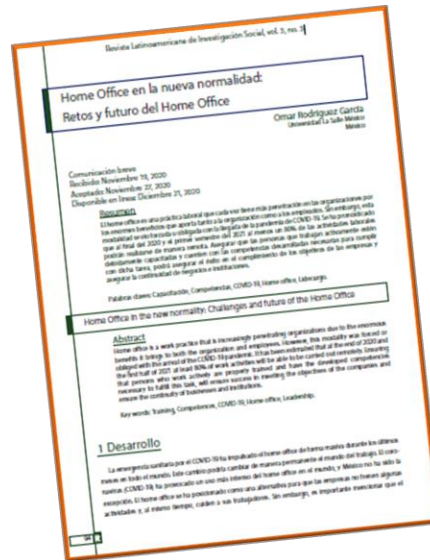 Revista Latinoamericana de Investigación Social, vol. 3, no. 3
Home Office en la nueva normalidad:
Retos y futuro del Home Office
Omar Rodríguez García
Universidad La Salle México
México
Comunicación breve
Recibido: Noviembre 19, 2020
Aceptado: Noviembre 27, 2020
Disponible en línea: Diciembre 21, 2020
Resumen
El home office es una práctica laboral que cada vez tiene más penetración en las organizaciones por
los enormes beneficios que aporta tanto a la organización como a los empleados. Sin embargo, esta
modalidad se vio forzada u obligada con la llegada de la pandemia de COVID-19. Se ha pronosticado
que al final del 2020 y el primer semestre del 2021 al menos un 80% de las actividades laborales
podrán realizarse de manera remota. Asegurar que las personas que trabajan activamente estén
debidamente capacitadas y cuenten con las competencias desarrolladas necesarias para cumplir
con dicha tarea, podrá asegurar el éxito en el cumplimiento de los objetivos de las empresas y
asegurar la continuidad de negocios e instituciones.
Palabras claves: Capacitación, Competencias, COVID-19, Home office, Liderazgo.
Home Office in the new normality: Challenges and future of the Home Office
Abstract
Home office is a work practice that is increasingly penetrating organizations due to the enormous
benefits it brings to both the organization and employees. However, this modality was forced or
obliged with the arrival of the COVID-19 pandemic. It has been estimated that at the end of 2020 and
the first half of 2021 at least 80% of work activities will be able to be carried out remotely. Ensuring
that persons who work actively are properly trained and have the developed competences
necessary to fulfill this task, will ensure success in meeting the objectives of the companies and
ensure the continuity of business and institutions.
Key words: Training, Competences, COVID-19, Home office, Leadership.
1 Desarrollo
La emergencia sanitaria por el COVID-19 ha impulsado el home office de forma masiva durante los últimos
meses en todo el mundo. Este cambio podría cambiar de manera permanente el mundo del trabajo. El coro-
navirus (COVID-19) ha provocado un uso más intenso del home office en el mundo, y México no ha sido la
excepción. El home office se ha posicionado como una alternativa para que las empresas no frenen algunas
actividades y, al mismo tiempo, cuiden a sus trabajadores. Sin embargo, es importante mencionar que el